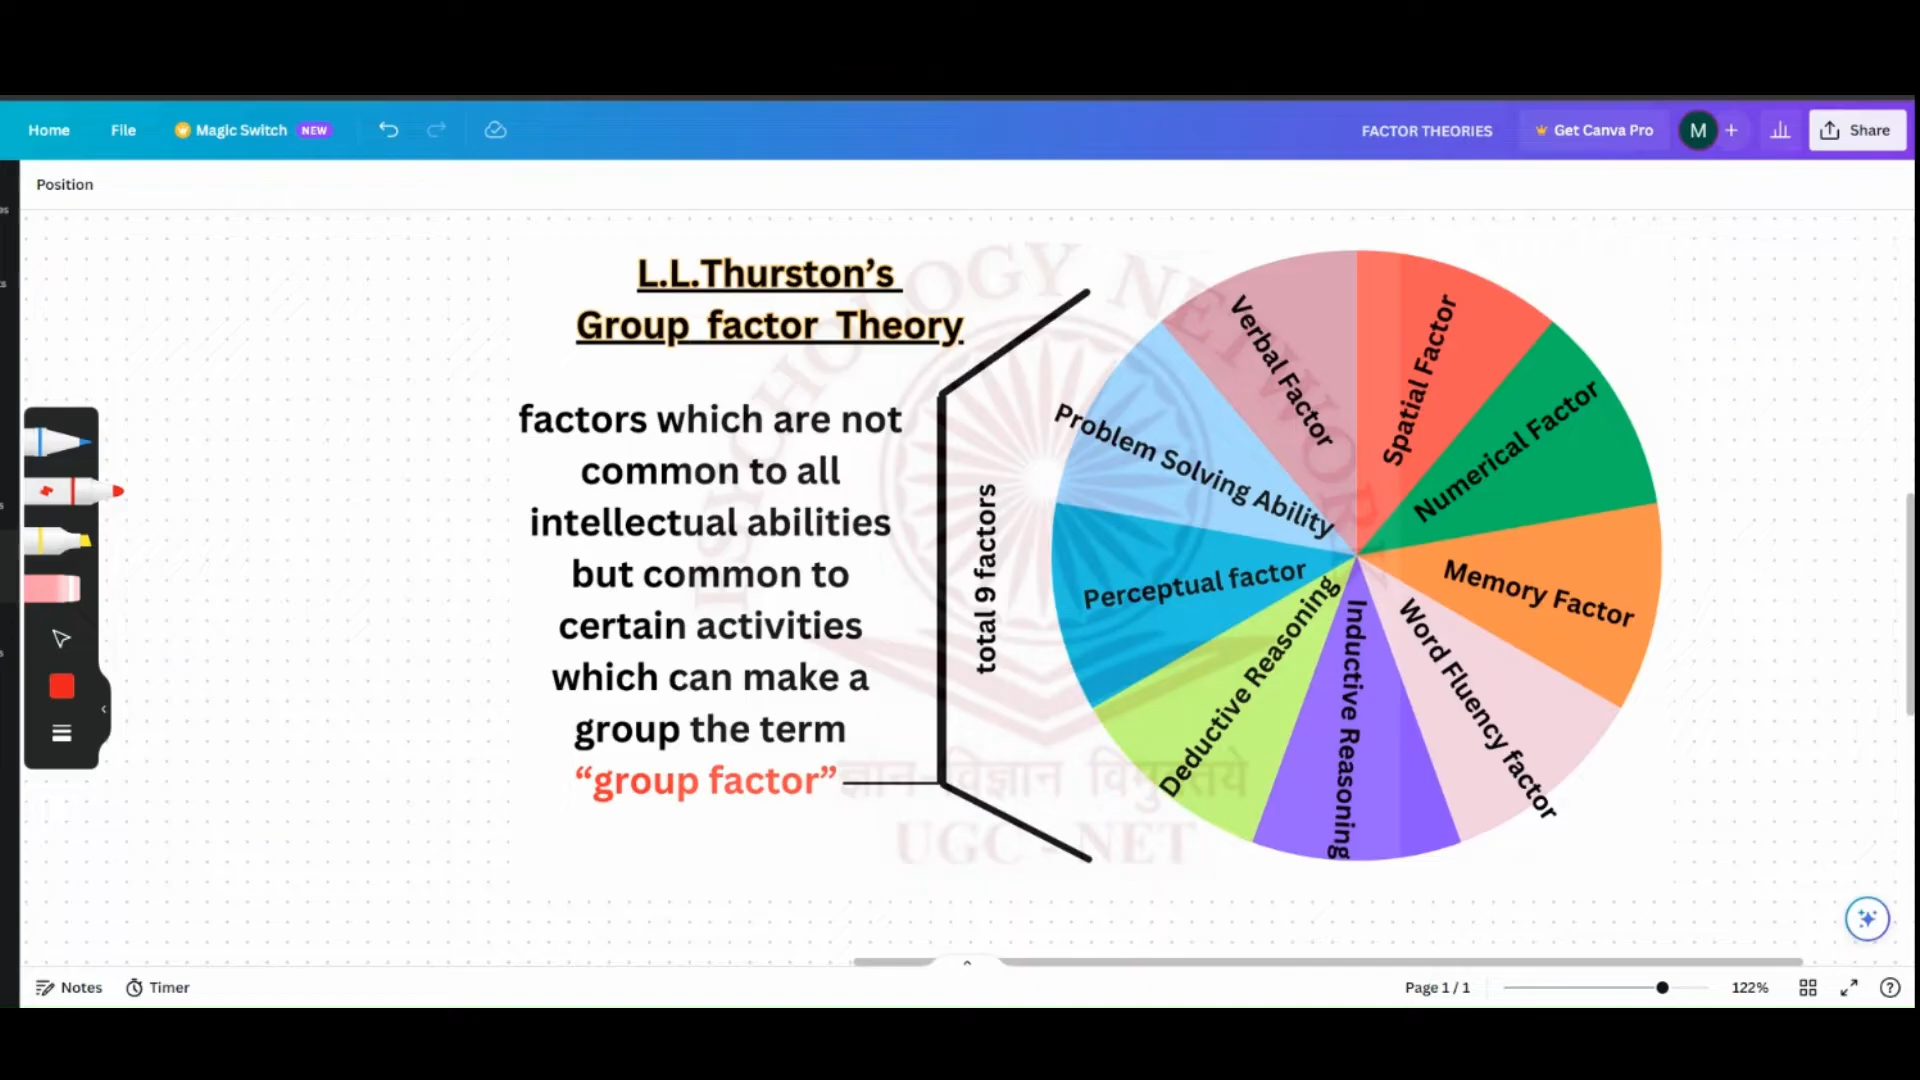 Home File Magic Switch NEW FACTOR THEORIES Get Canva Pro M + Share
Position
L.L.Thurston’s
Group factor Theory
factors which are not
common to all
intellectual abilities
but common to
certain activities
which can make a
group the term
“group factor”
total 9 factors
Verbal Factor
Spatial Factor
Numerical Factor
Memory Factor
Word Fluency factor
Inductive Reasoning
Deductive Reasoning
Perceptual factor
Problem Solving Ability
PSYCHOLOGY NETWORK
ज्ञान विज्ञान विमुक्तये
UGC - NET
Notes Timer Page 1 / 1 122%